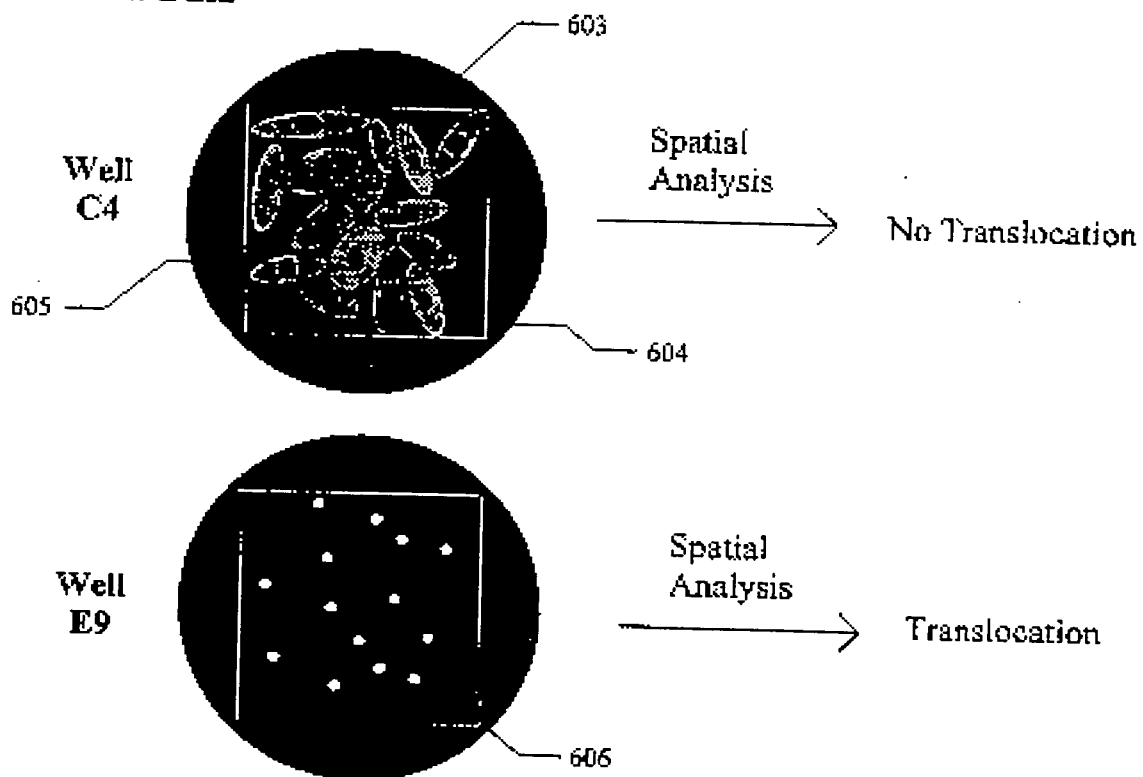 603
Well
C4
Spatial
Analysis
No Translocation
605
604
Well
E9
Spatial
Analysis
Translocation
606